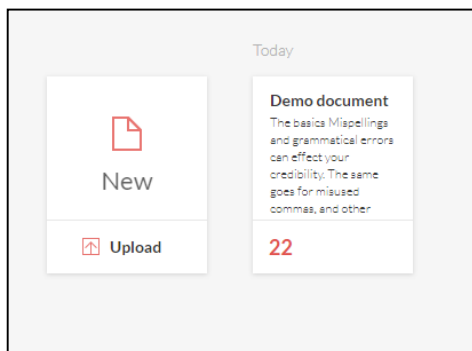 Today
New
Upload
Demo document
The basics Mispellings
and grammatical errors
can effect your
credibility. The same
goes for misused
commas, and other
22